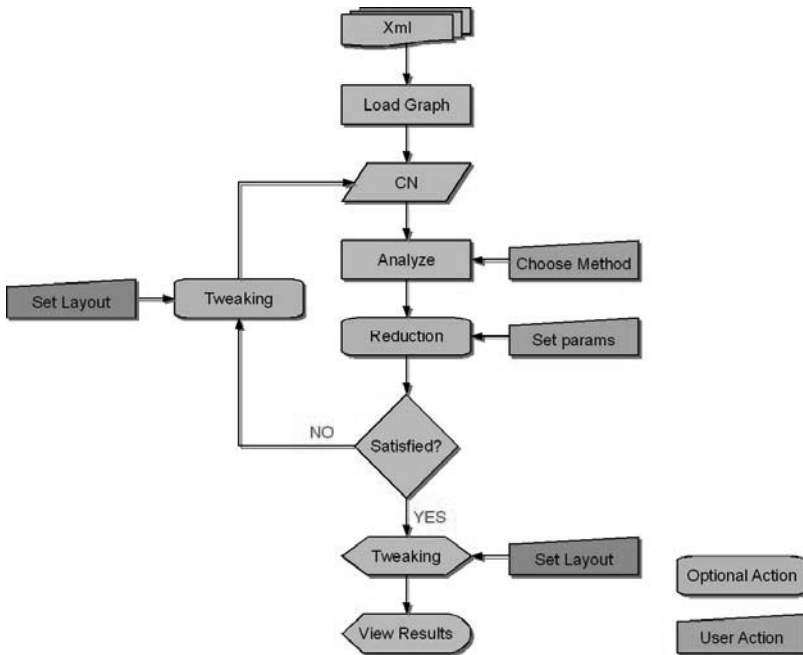 Xml
Load Graph
CN
Analyze
Choose Method
Set Layout
Tweaking
Reduction
Set params
NO
Satisfied?
YES
Tweaking
Set Layout
Optional Action
View Results
User Action